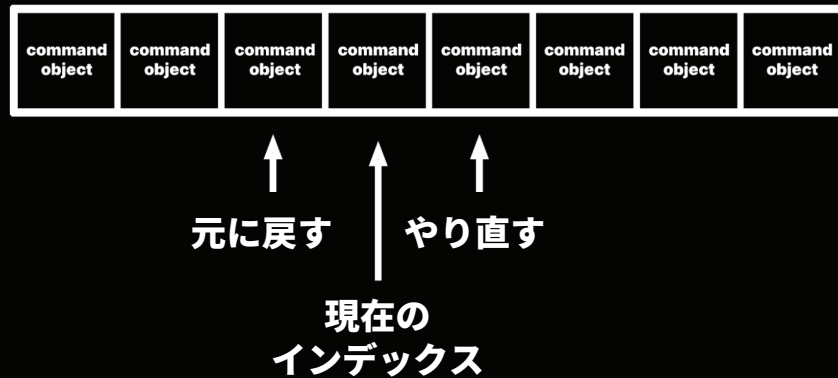 command command command command command command command command
object object object object object object object object
元に戻す やり直す
現在の
インデックス